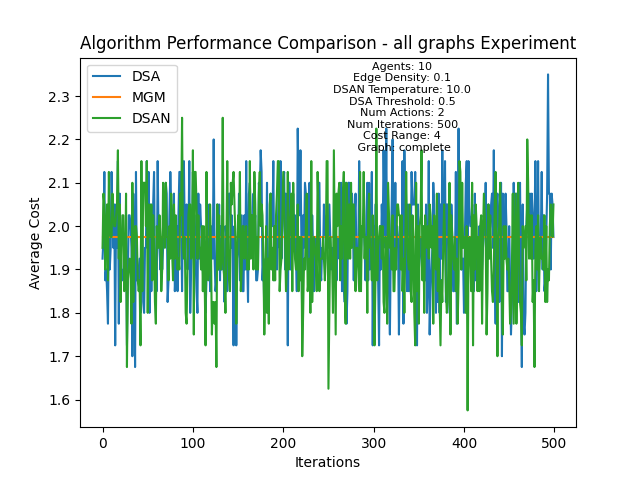 Algorithm Performance Comparison - all graphs Experiment
DSA
MGM
DSAN
Agents: 10
Edge Density: 0.1
DSAN Temperature: 10.0
DSA Threshold: 0.5
Num Actions: 2
Num Iterations: 500
Cost Range: 4
Graph: complete
Average Cost
2.3
2.2
2.1
2.0
1.9
1.8
1.7
1.6
0
100
200
300
400
500
Iterations